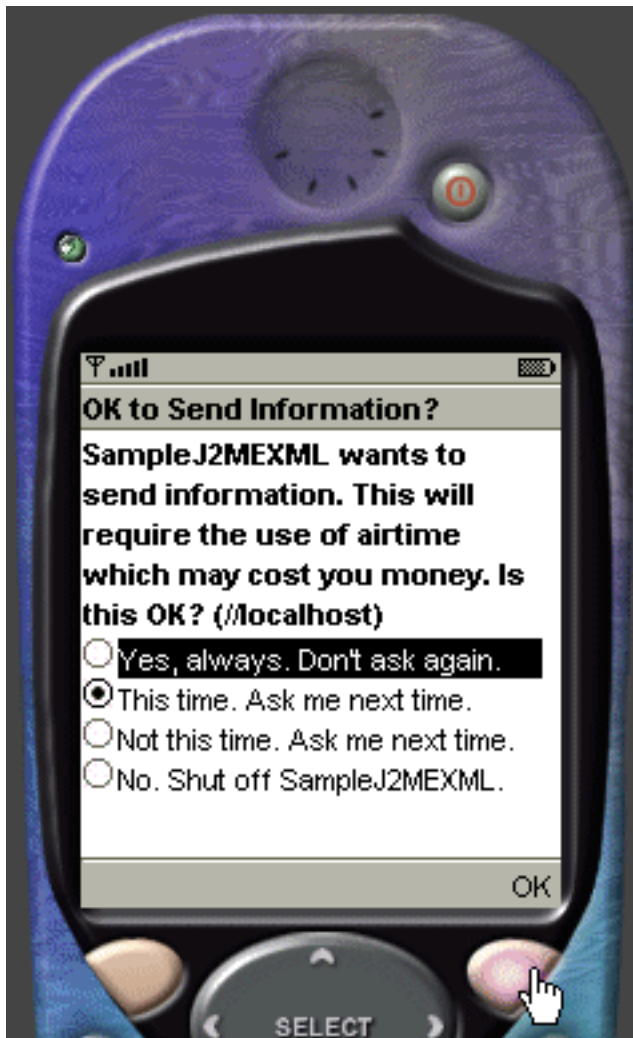 OK to Send Information?
SampleJ2MEXML wants to
send information. This will
require the use of airtime
which may cost you money. Is
this OK? (//localhost)
Yes, always. Don't ask again.
This time. Ask me next time.
Not this time. Ask me next time.
No. Shut off SampleJ2MEXML.
OK
SELECT